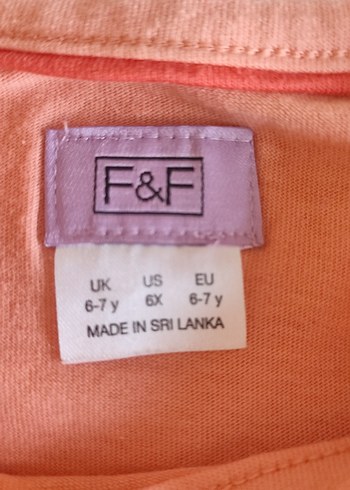 F&F
UK US EU
6-7 y 6X 6-7 y
MADE IN SRI LANKA